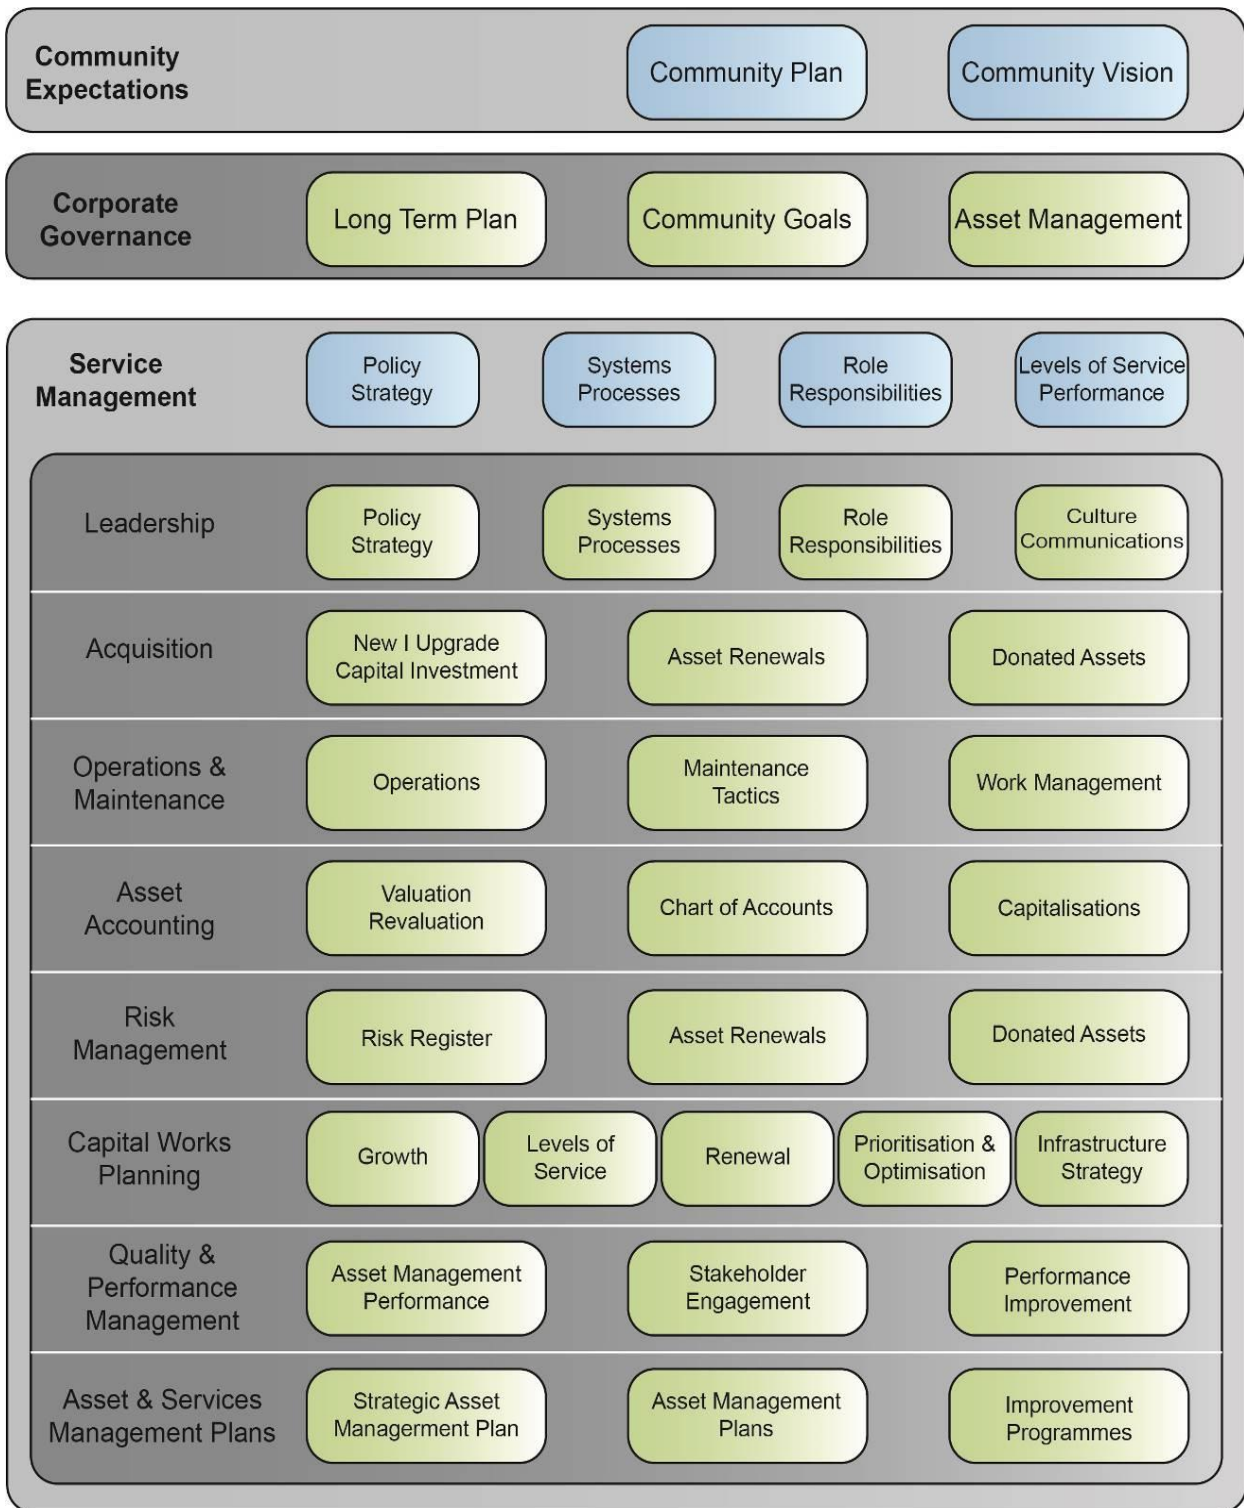 Community
Expectations
Community Plan
Community Vision
Corporate
Governance
Long Term Plan
Community Goals
Asset Management
Service
Management
Policy
Strategy
Systems
Processes
Role
Responsibilities
Levels of Service
Performance
Leadership
Policy
Strategy
Systems
Processes
Role
Responsibilities
Culture
Communications
Acquisition
New I Upgrade
Capital Investment
Asset Renewals
Donated Assets
Operations &
Maintenance
Operations
Maintenance
Tactics
Work Management
Asset
Accounting
Valuation
Revaluation
Chart of Accounts
Capitalisations
Risk
Management
Risk Register
Asset Renewals
Donated Assets
Capital Works
Planning
Growth
Levels of
Service
Renewal
Prioritisation &
Optimisation
Infrastructure
Strategy
Quality &
Performance
Management
Asset Management
Performance
Stakeholder
Engagement
Performance
Improvement
Asset & Services
Management Plans
Strategic Asset
Managerment Plan
Asset Management
Plans
Improvement
Programmes